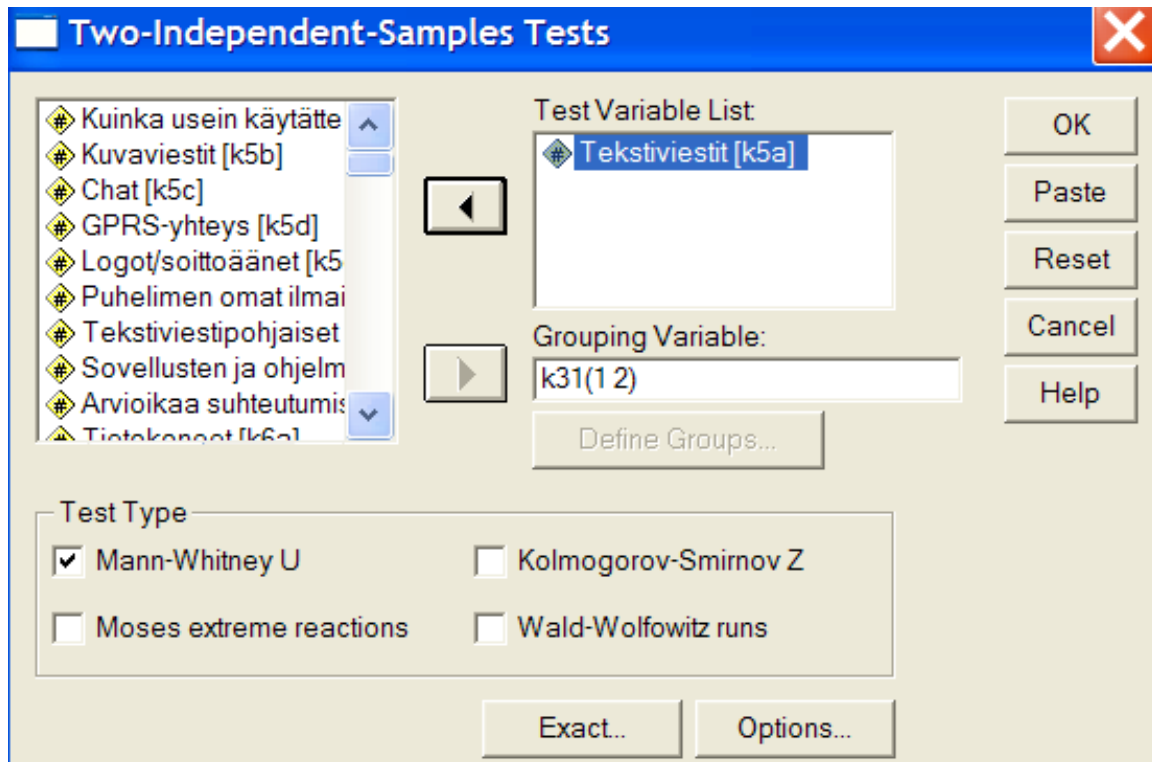 Two-Independent-Samples Tests
Kuinka usein käytätte
Kuvaviestit [k5b]
Chat [k5c]
GPRS-yhteys [k5d]
Logot/soittoäänet [k5
Puhelimen omat ilmai
Tekstiviestipohjaiset
Sovellusten ja ohjelm
Arvioikaa suhteutumis
Tietokoneet [k6a]
Test Variable List:
Tekstiviestit [k5a]
Grouping Variable:
k31(1 2)
Define Groups...
OK
Paste
Reset
Cancel
Help
Test Type
Mann-Whitney U
Kolmogorov-Smirnov Z
Moses extreme reactions
Wald-Wolfowitz runs
Exact...
Options...